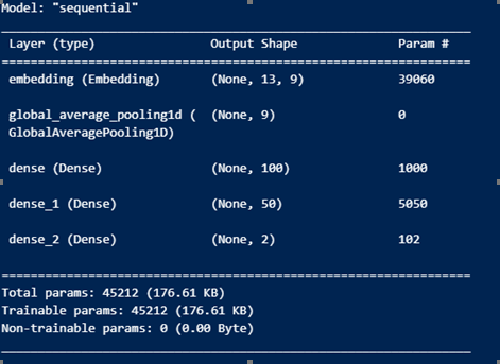 Model: "sequential"
Layer (type) Output Shape Param #
=================================================================
embedding (Embedding) (None, 13, 9) 39060
global_average_pooling1d ( (None, 9) 0
GlobalAveragePooling1D)
dense (Dense) (None, 100) 1000
dense_1 (Dense) (None, 50) 5050
dense_2 (Dense) (None, 2) 102
=================================================================
Total params: 45212 (176.61 KB)
Trainable params: 45212 (176.61 KB)
Non-trainable params: 0 (0.00 Byte)